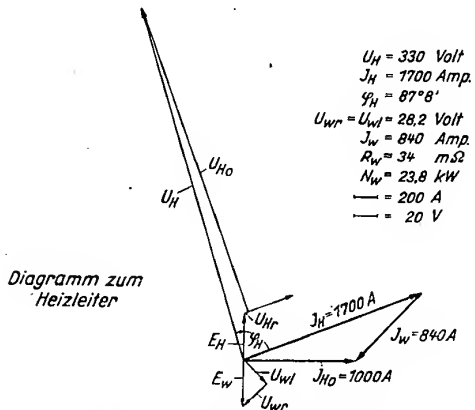 U_H = 330 Volt
J_H = 1700 Amp.
φ_H = 87°8'
U_wr = U_wl = 28,2 Volt
J_w = 840 Amp.
R_w = 34 mΩ
N_w = 23,8 kW
= 200 A
= 20 V
U_Ho
U_H
Diagramm zum
Heizleiter
U_Hr
E_H
φ_H
J_H = 1700 A
J_w = 840 A
E_w
U_wl
J_Ho = 1000 A
U_wr